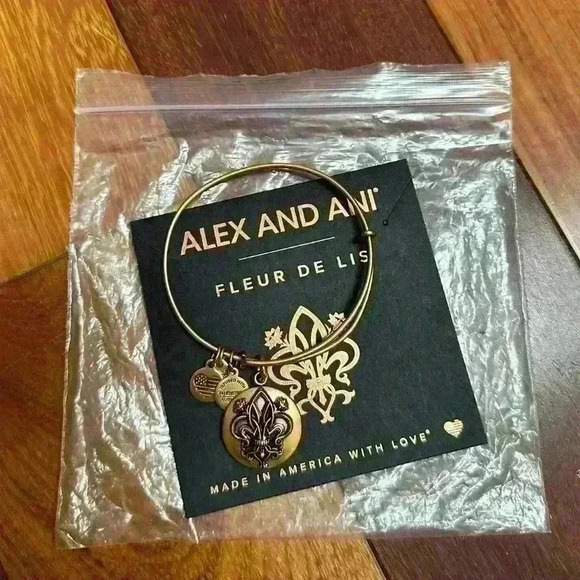 ALEX AND ANI®
FLEUR DE LIS
MADE IN AMERICA WITH LOVE®